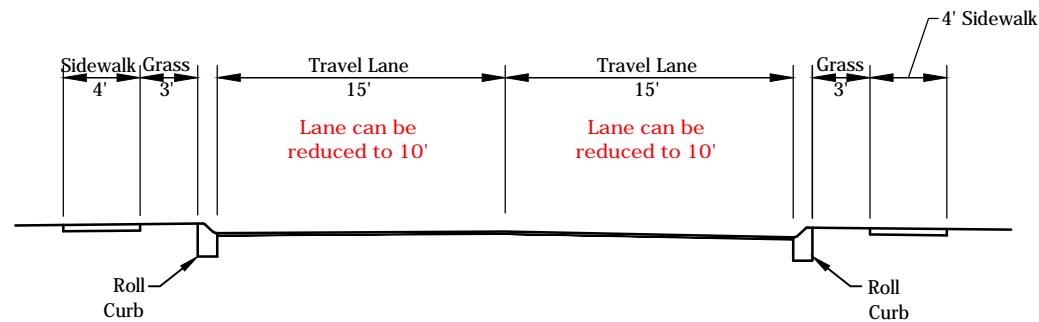 4' Sidewalk
Sidewalk Grass Travel Lane Travel Lane Grass
4' 3' 15' 15' 3'
Lane can be
reduced to 10'
Lane can be
reduced to 10'
Roll
Curb
Roll
Curb